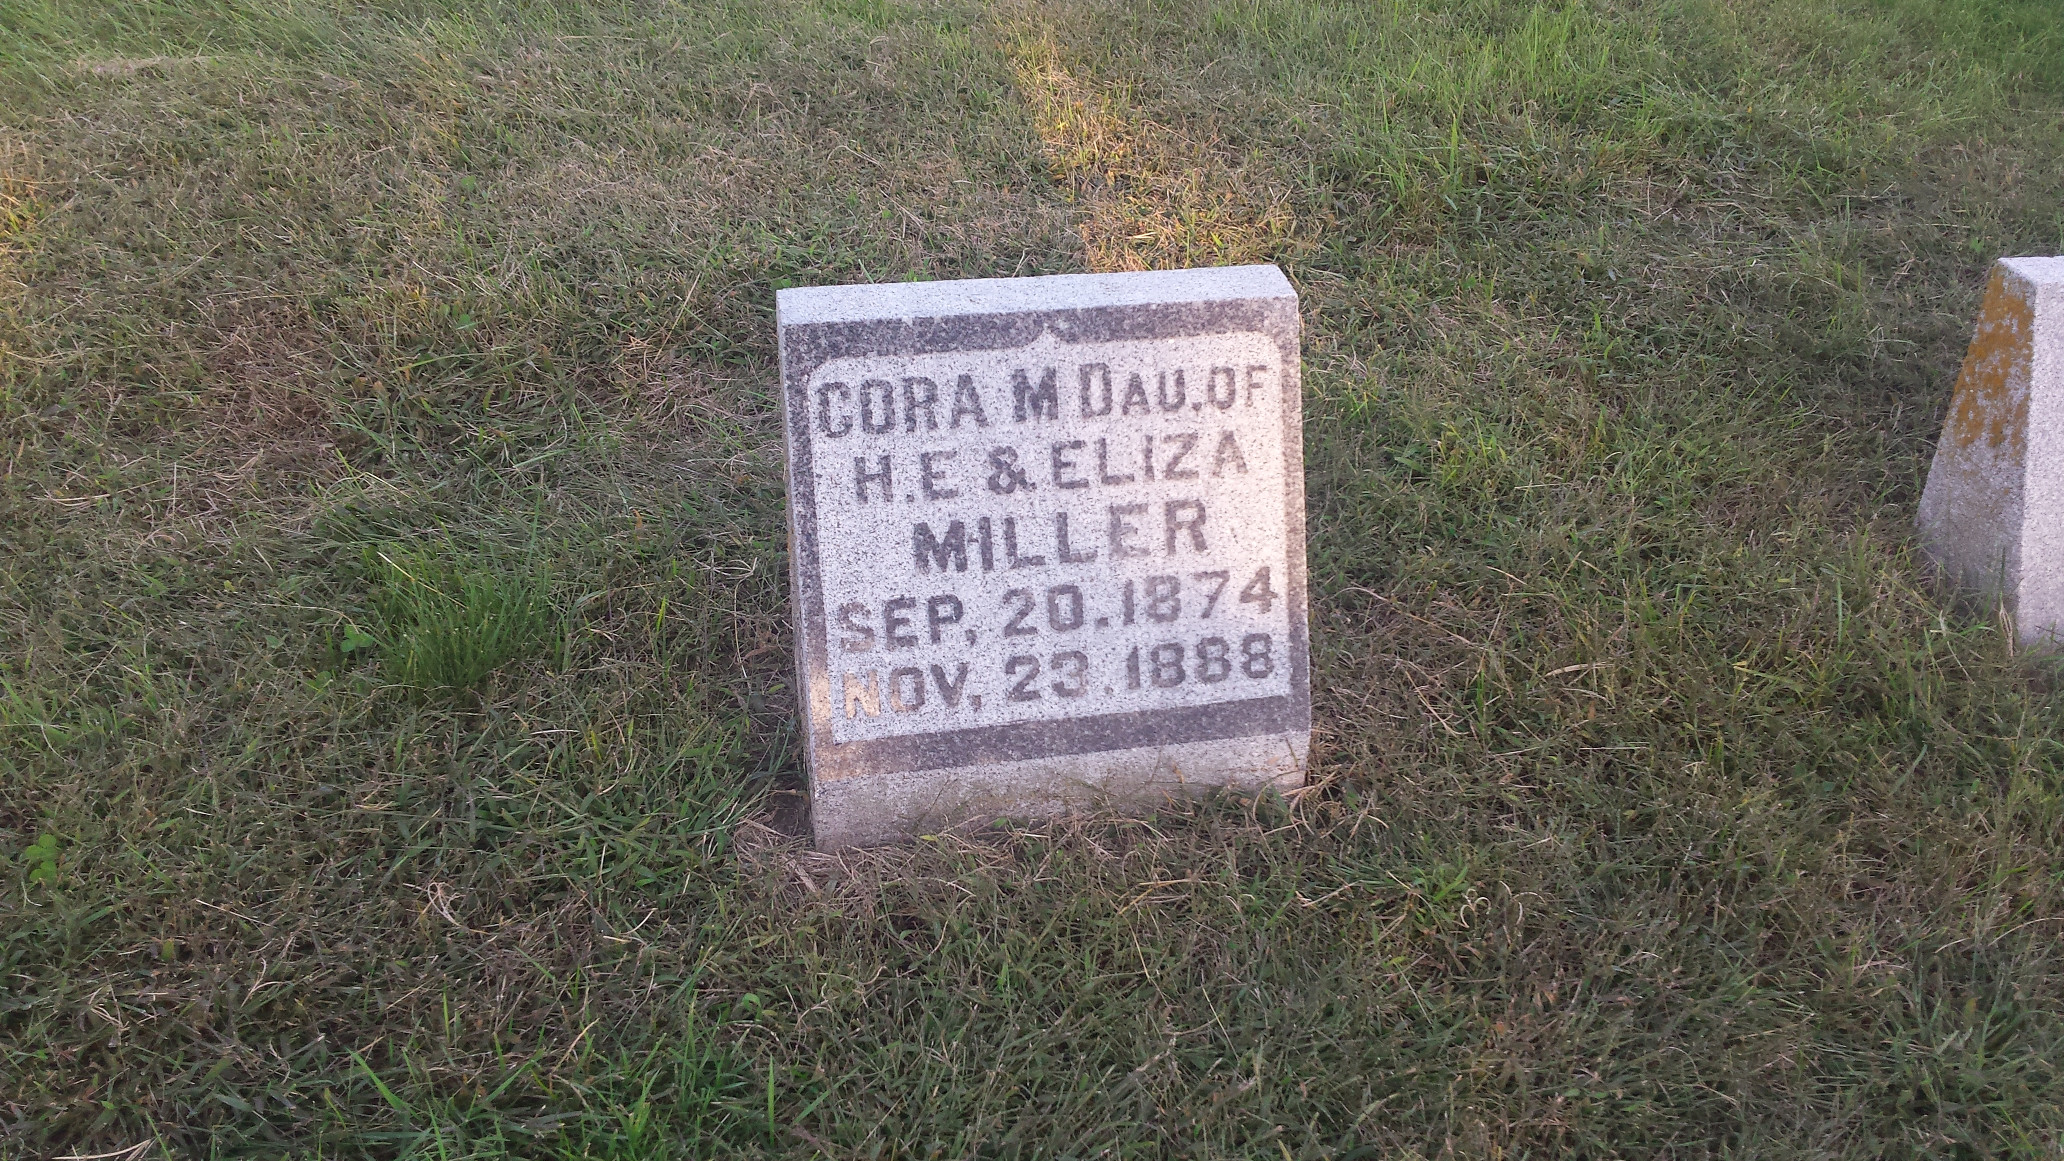 CORA M DAU. OF
H.E & ELIZA
MILLER
SEP, 20. 1874
NOV, 23. 1888